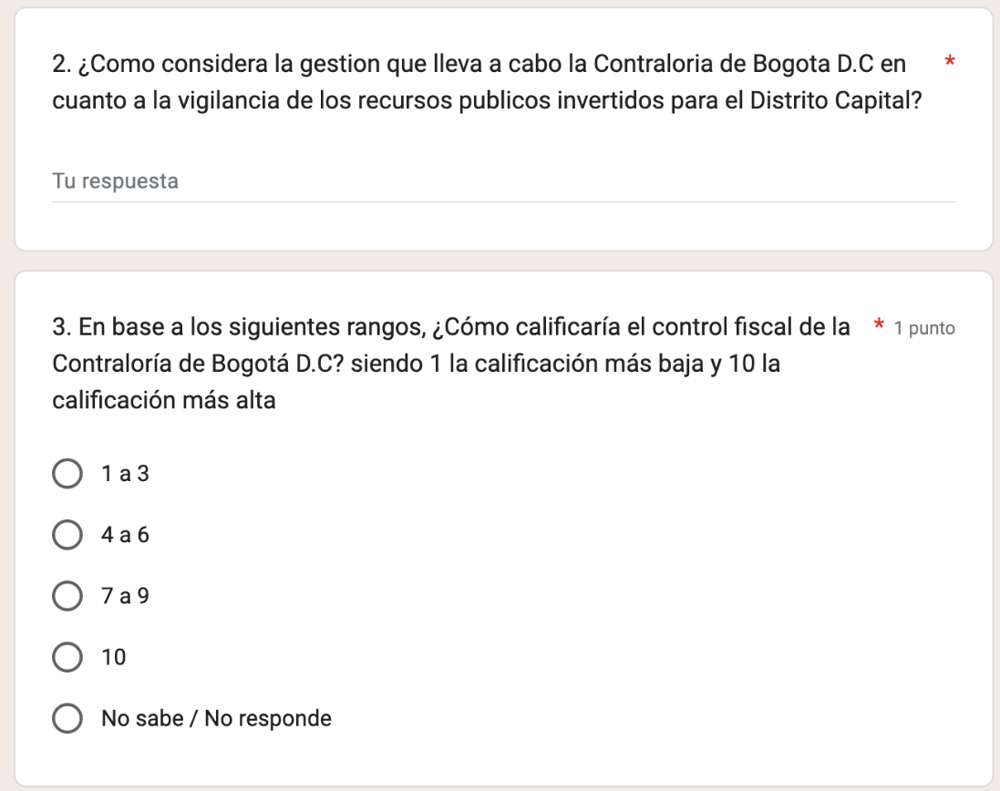 2. ¿Como considera la gestion que lleva a cabo la Contraloria de Bogota D.C en *
cuanto a la vigilancia de los recursos publicos invertidos para el Distrito Capital?
Tu respuesta
3. En base a los siguientes rangos, ¿Cómo calificaría el control fiscal de la * 1 punto
Contraloría de Bogotá D.C? siendo 1 la calificación más baja y 10 la
calificación más alta
1 a 3
4 a 6
7 a 9
10
No sabe / No responde